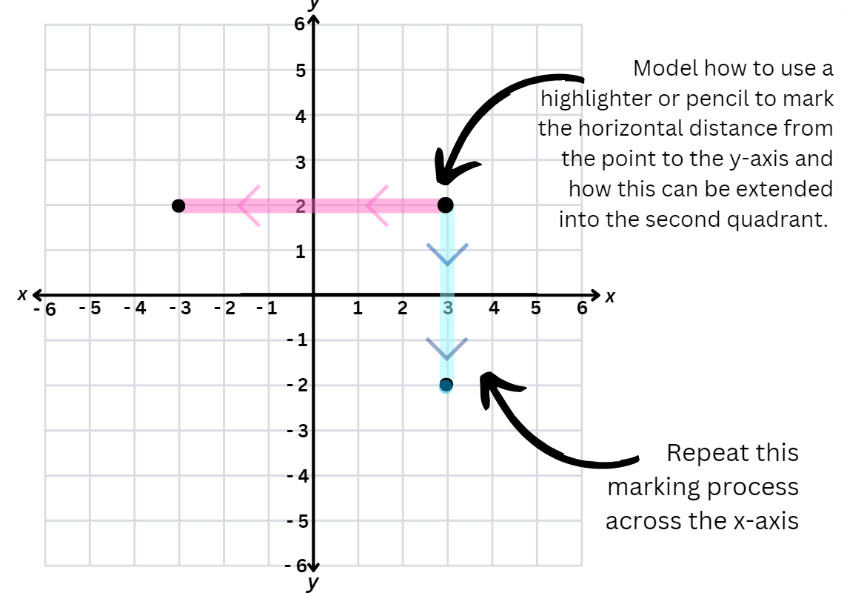 y
6
5
4
3
2
1
x
- 6 - 5 - 4 - 3 - 2 - 1 1 2 3 4 5 6
x
- 1
- 2
- 3
- 4
- 5
- 6
y
Model how to use a
highlighter or pencil to mark
the horizontal distance from
the point to the y-axis and
how this can be extended
into the second quadrant.
Repeat this
marking process
across the x-axis